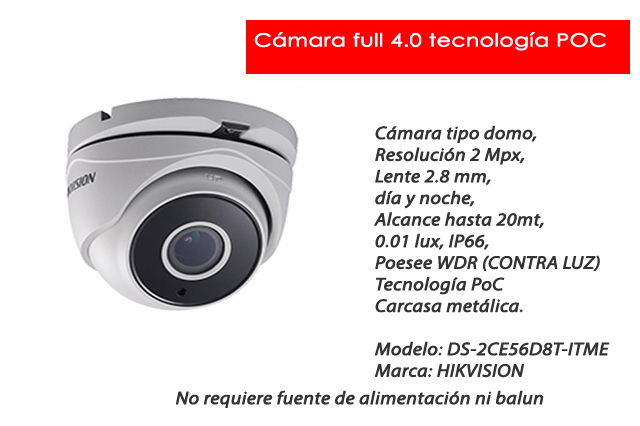 Cámara full 4.0 tecnología POC
KVISION
Cámara tipo domo,
Resolución 2 Mpx,
Lente 2.8 mm,
día y noche,
Alcance hasta 20mt,
0.01 lux, IP66,
Poesee WDR (CONTRA LUZ)
Tecnología PoC
Carcasa metálica.
Modelo: DS-2CE56D8T-ITME
Marca: HIKVISION
No requiere fuente de alimentación ni balun